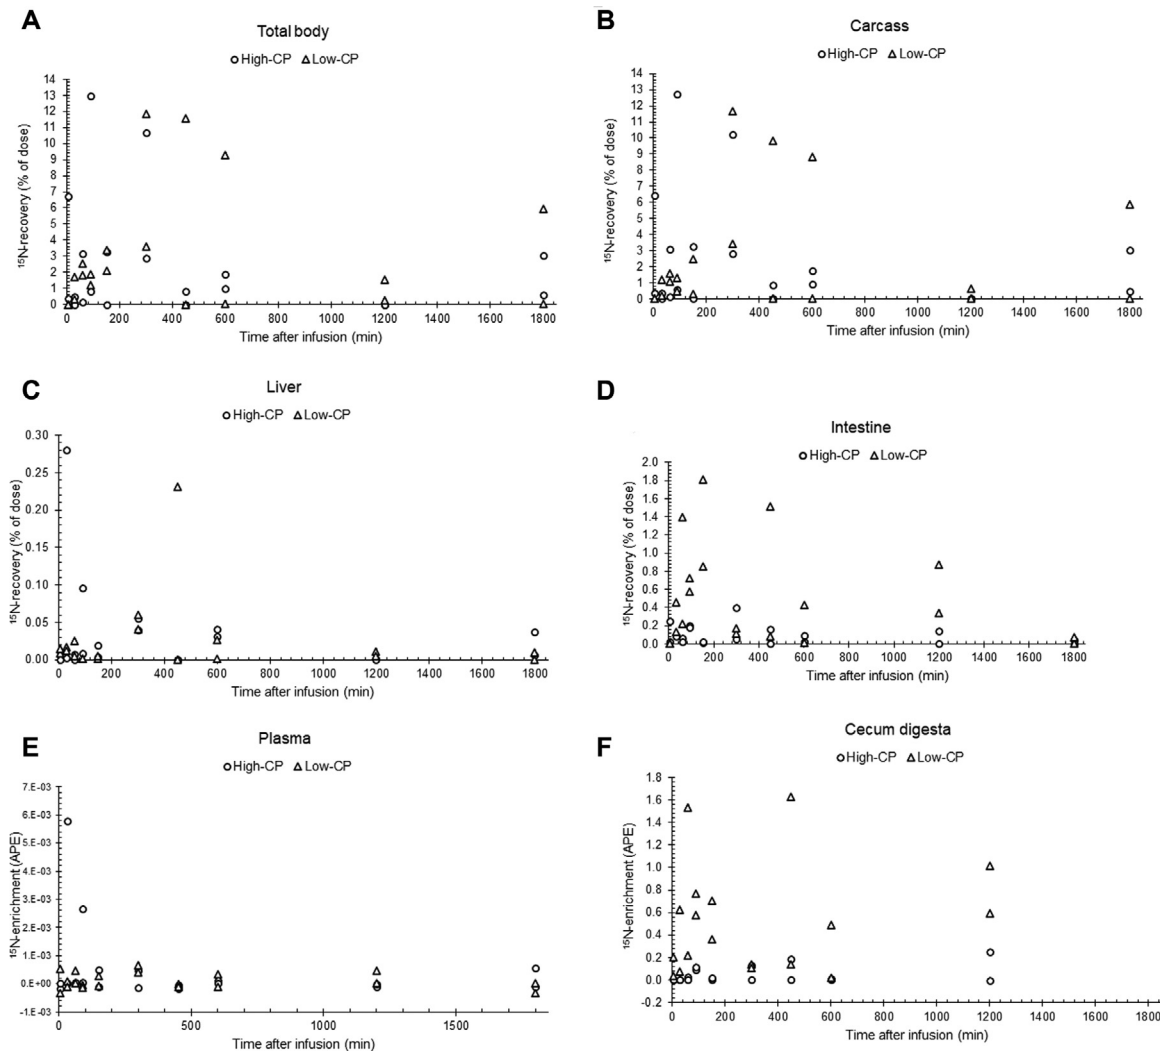 A
Total body
High-CP Low-CP
15N-recovery (% of dose)
14
13
12
11
10
9
8
7
6
5
4
3
2
1
0
0 200 400 600 800 1000 1200 1400 1600 1800
Time after infusion (min)
B
Carcass
High-CP Low-CP
15N-recovery (% of dose)
14
13
12
11
10
9
8
7
6
5
4
3
2
1
0
0 200 400 600 800 1000 1200 1400 1600 1800
Time after infusion (min)
C
Liver
High-CP Low-CP
15N-recovery (% of dose)
0.30
0.25
0.20
0.15
0.10
0.05
0.00
0 200 400 600 800 1000 1200 1400 1600 1800
Time after infusion (min)
D
Intestine
High-CP Low-CP
15N-recovery (% of dose)
2.0
1.8
1.6
1.4
1.2
1.0
0.8
0.6
0.4
0.2
0.0
0 200 400 600 800 1000 1200 1400 1600 1800
Time after infusion (min)
E
Plasma
High-CP Low-CP
15N-enrichment (APE)
7.E-03
6.E-03
5.E-03
4.E-03
3.E-03
2.E-03
1.E-03
0.E+00
-1.E-03
0 500 1000 1500
Time after infusion (min)
F
Cecum digesta
High-CP Low-CP
15N-enrichment (APE)
1.8
1.6
1.4
1.2
1.0
0.8
0.6
0.4
0.2
0.0
-0.2
0 200 400 600 800 1000 1200 1400 1600 1800
Time after infusion (min)